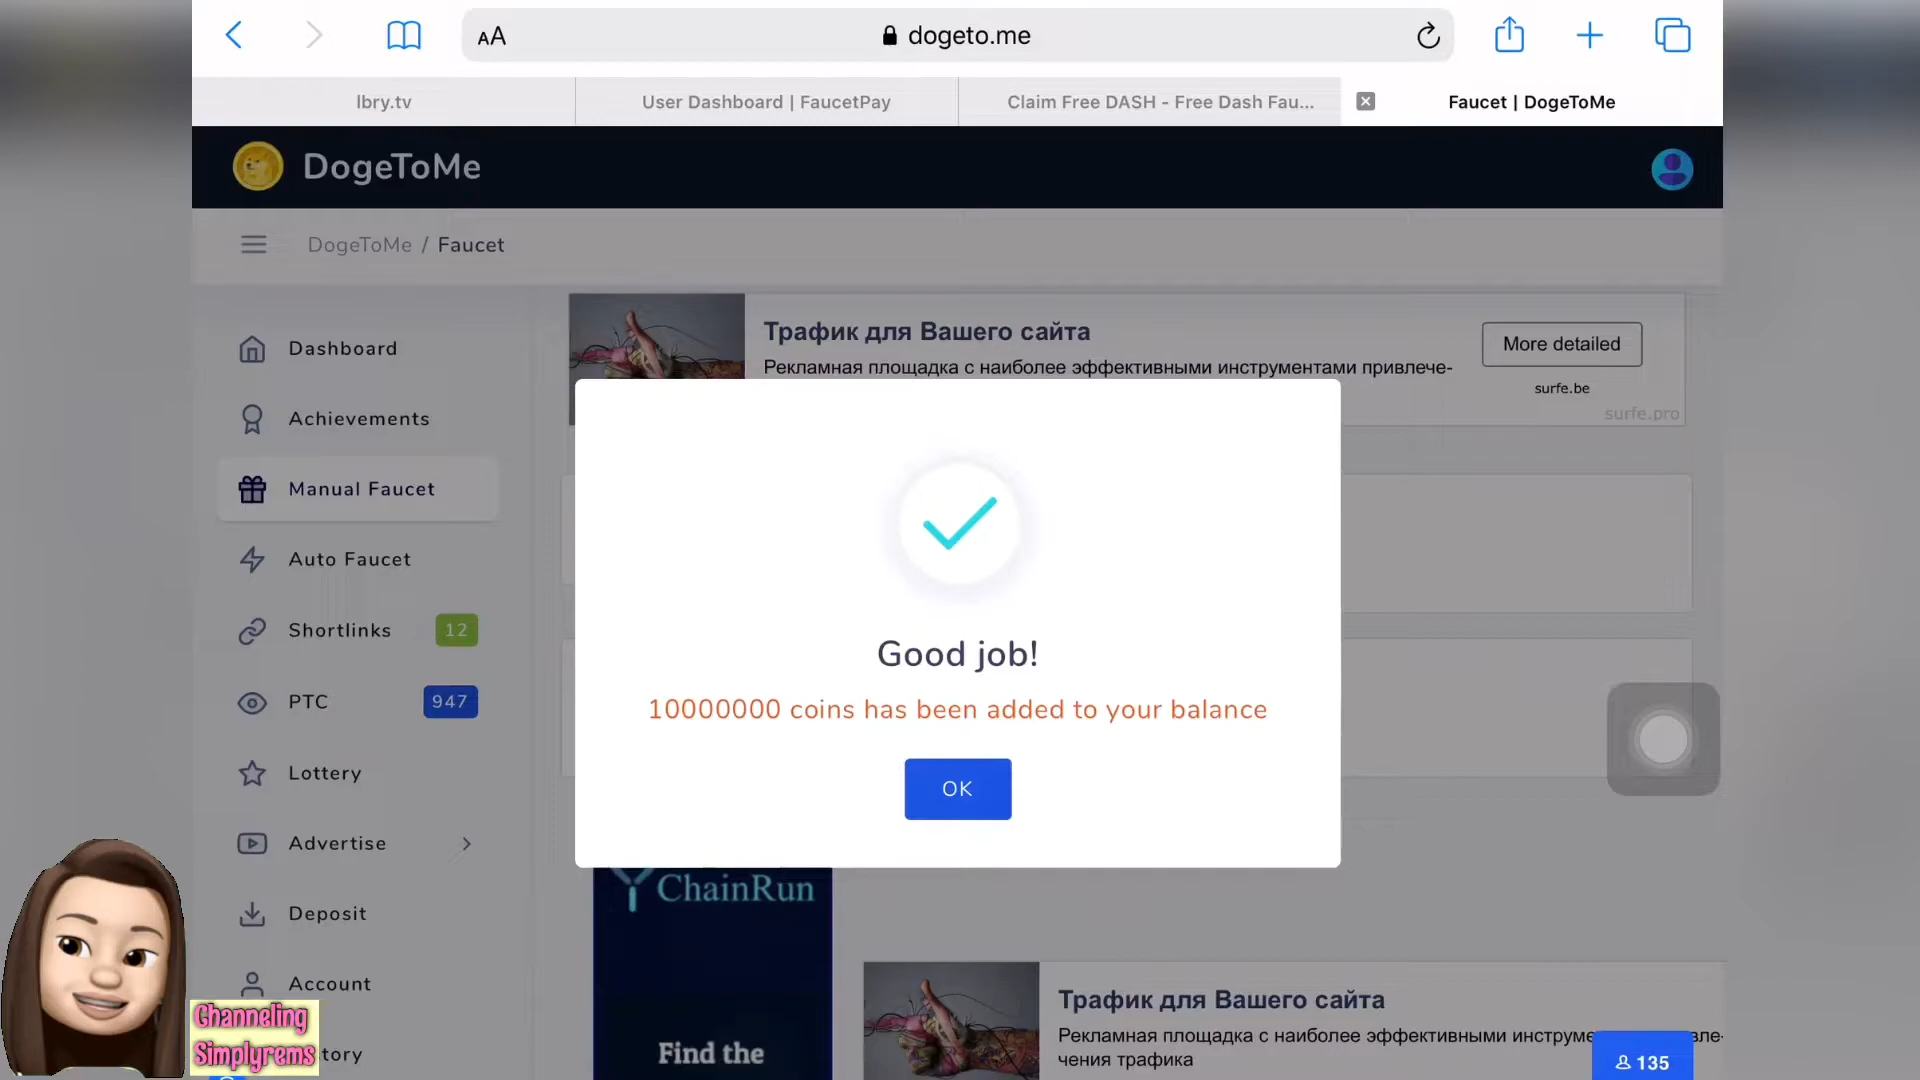 AA
dogeto.me
lbry.tv
User Dashboard | FaucetPay
Claim Free DASH - Free Dash Fau...
Faucet | DogeToMe
DogeToMe
DogeToMe / Faucet
Dashboard
Achievements
Manual Faucet
Auto Faucet
Shortlinks 12
PTC 947
Lottery
Advertise
Deposit
Account
tory
Трафик для Вашего сайта
Рекламная площадка с наиболее эффективными инструментами привлече-
More detailed
surfe.be
surfe.pro
Good job!
10000000 coins has been added to your balance
OK
ChainRun
Find the
Трафик для Вашего сайта
Рекламная площадка с наиболее эффективными инструме
вле-
чения трафика
135
Channeling
Simplyrems